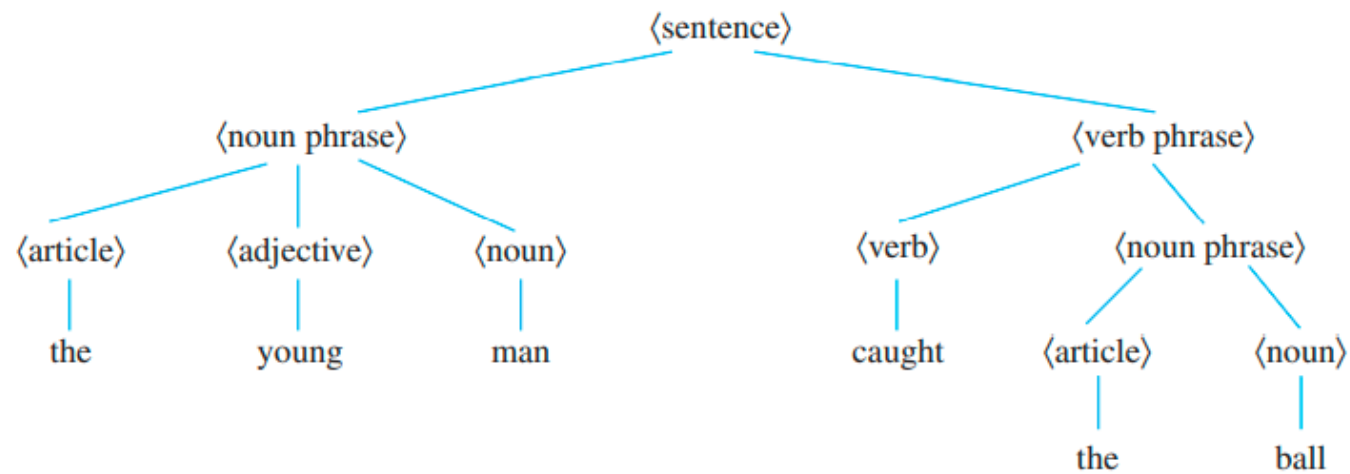 ⟨sentence⟩
⟨noun phrase⟩ ⟨verb phrase⟩
⟨article⟩ ⟨adjective⟩ ⟨noun⟩ ⟨verb⟩ ⟨noun phrase⟩
the young man caught ⟨article⟩ ⟨noun⟩
the ball